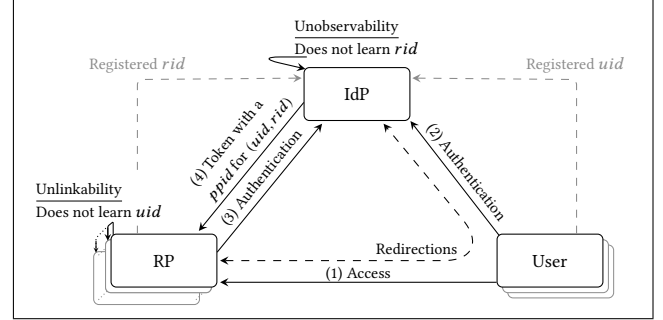 Unobservability
Does not learn rid
Registered rid
Registered uid
IdP
(4) Token with a
ppid for (uid, rid)
(3) Authentication
(2) Authentication
Unlinkability
Does not learn uid
Redirections
RP
(1) Access
User